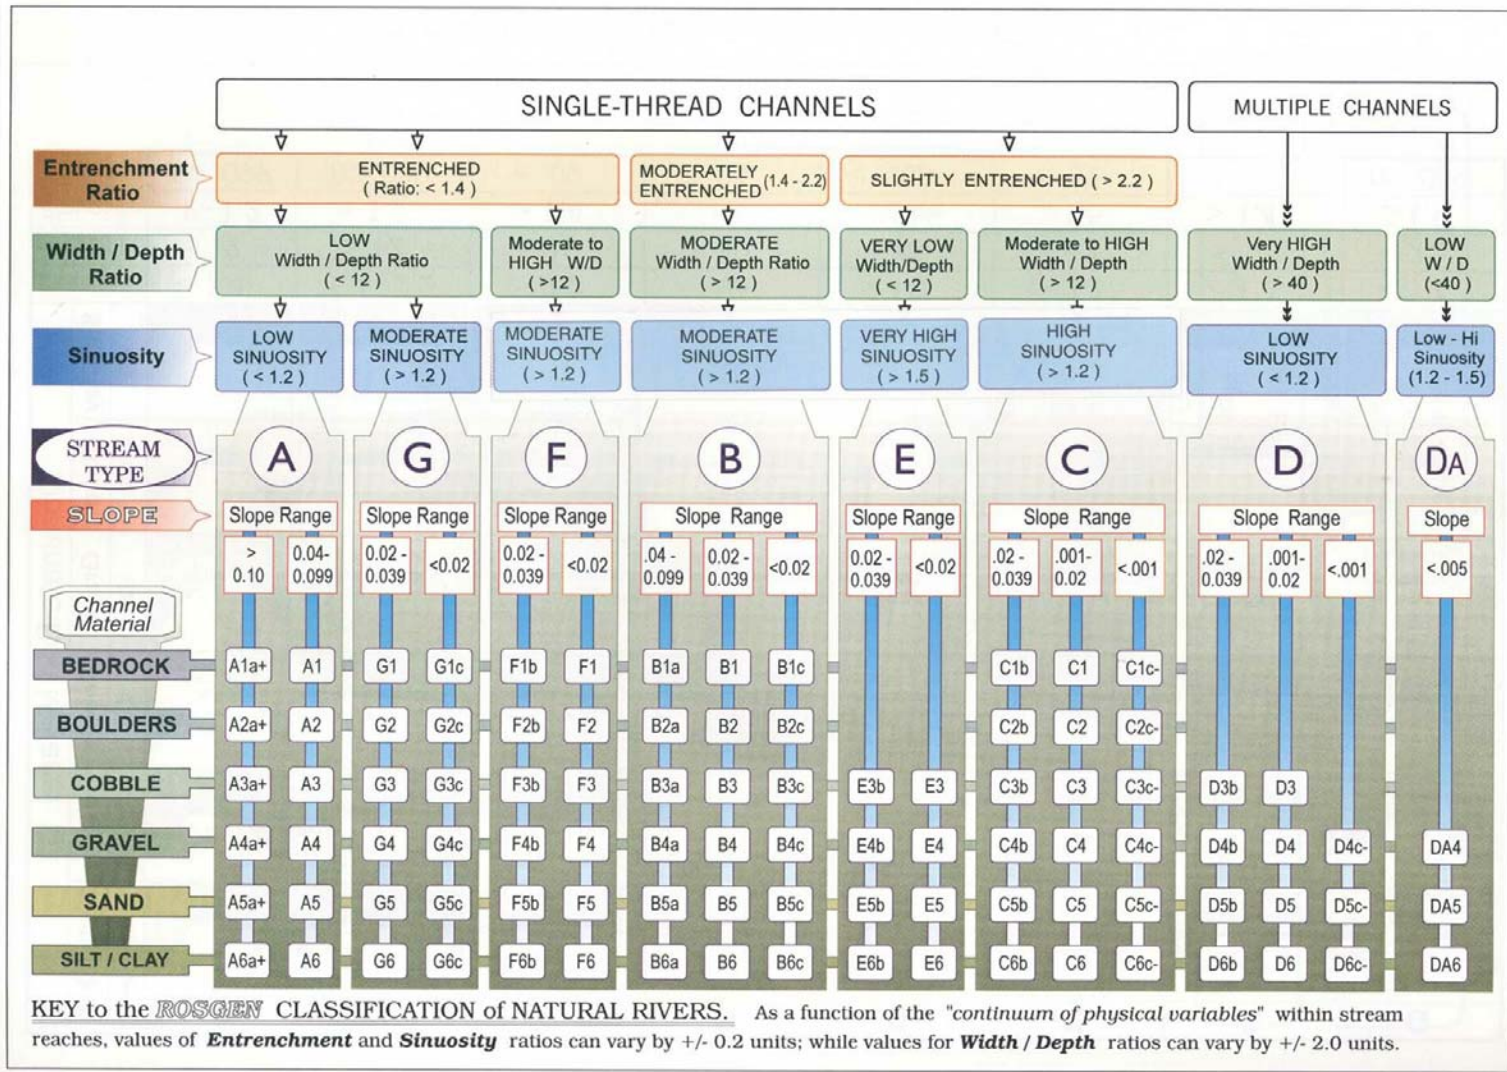 SINGLE-THREAD CHANNELS
MULTIPLE CHANNELS
Entrenchment
Ratio
ENTRENCHED
( Ratio: < 1.4 )
MODERATELY
ENTRENCHED (1.4 - 2.2)
SLIGHTLY ENTRENCHED ( > 2.2 )
Width / Depth
Ratio
LOW
Width / Depth Ratio
( < 12 )
Moderate to
HIGH W/D
( >12 )
MODERATE
Width / Depth Ratio
( > 12 )
VERY LOW
Width/Depth
( < 12 )
Moderate to HIGH
Width / Depth
( > 12 )
Very HIGH
Width / Depth
( > 40 )
LOW
W / D
(<40 )
Sinuosity
LOW
SINUOSITY
( < 1.2 )
MODERATE
SINUOSITY
( > 1.2 )
MODERATE
SINUOSITY
( > 1.2 )
MODERATE
SINUOSITY
( > 1.2 )
VERY HIGH
SINUOSITY
( > 1.5 )
HIGH
SINUOSITY
( > 1.2 )
LOW
SINUOSITY
( < 1.2 )
Low - Hi
Sinuosity
(1.2 - 1.5)
STREAM
TYPE
A G F B E C D DA
SLOPE
Slope Range Slope Range Slope Range Slope Range Slope Range Slope Range Slope Range Slope
>
0.10
0.04-
0.099
0.02 -
0.039
<0.02
0.02 -
0.039
<0.02
.04 -
0.099
0.02 -
0.039
<0.02
0.02 -
0.039
<0.02
.02 -
0.039
.001-
0.02
<.001
.02 -
0.039
.001-
0.02
<.001
<.005
Channel
Material
BEDROCK A1a+ A1 G1 G1c F1b F1 B1a B1 B1c C1b C1 C1c-
BOULDERS A2a+ A2 G2 G2c F2b F2 B2a B2 B2c C2b C2 C2c-
COBBLE A3a+ A3 G3 G3c F3b F3 B3a B3 B3c E3b E3 C3b C3 C3c- D3b D3
GRAVEL A4a+ A4 G4 G4c F4b F4 B4a B4 B4c E4b E4 C4b C4 C4c- D4b D4 D4c- DA4
SAND A5a+ A5 G5 G5c F5b F5 B5a B5 B5c E5b E5 C5b C5 C5c- D5b D5 D5c- DA5
SILT / CLAY A6a+ A6 G6 G6c F6b F6 B6a B6 B6c E6b E6 C6b C6 C6c- D6b D6 D6c- DA6
KEY to the ROSGEN CLASSIFICATION of NATURAL RIVERS. As a function of the "continuum of physical variables" within stream
reaches, values of Entrenchment and Sinuosity ratios can vary by +/- 0.2 units; while values for Width / Depth ratios can vary by +/- 2.0 units.